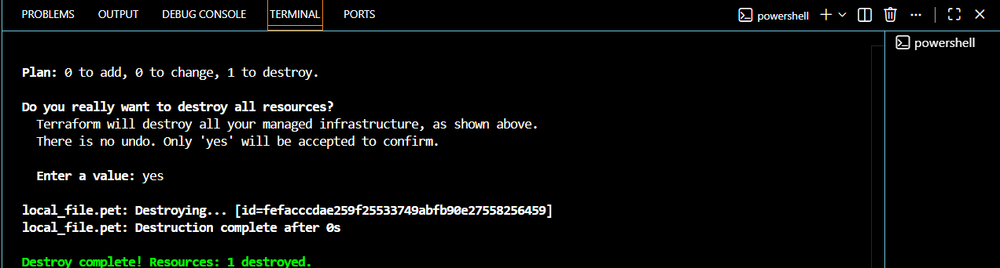 PROBLEMS OUTPUT DEBUG CONSOLE TERMINAL PORTS powershell
powershell
Plan: 0 to add, 0 to change, 1 to destroy.
Do you really want to destroy all resources?
Terraform will destroy all your managed infrastructure, as shown above.
There is no undo. Only 'yes' will be accepted to confirm.
Enter a value: yes
local_file.pet: Destroying... [id=fefacccdae259f25533749abfb90e27558256459]
local_file.pet: Destruction complete after 0s
Destroy complete! Resources: 1 destroyed.